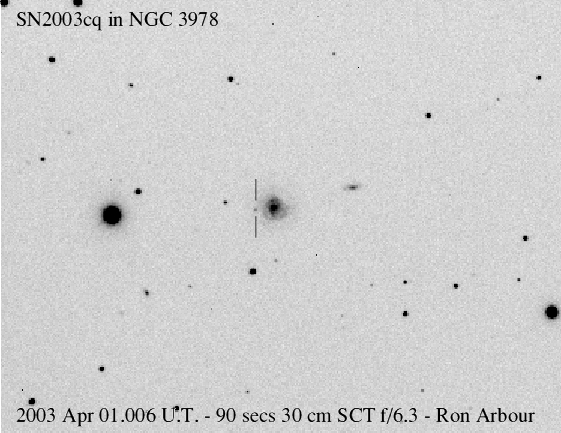 SN2003cq in NGC 3978
2003 Apr 01.006 U.T. - 90 secs 30 cm SCT f/6.3 - Ron Arbour